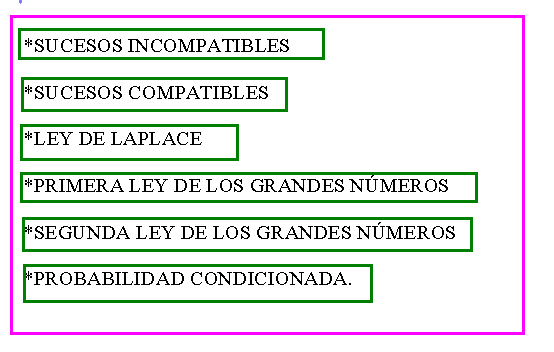 *SUCESOS INCOMPATIBLES
*SUCESOS COMPATIBLES
*LEY DE LAPLACE
*PRIMERA LEY DE LOS GRANDES NÚMEROS
*SEGUNDA LEY DE LOS GRANDES NÚMEROS
*PROBABILIDAD CONDICIONADA.